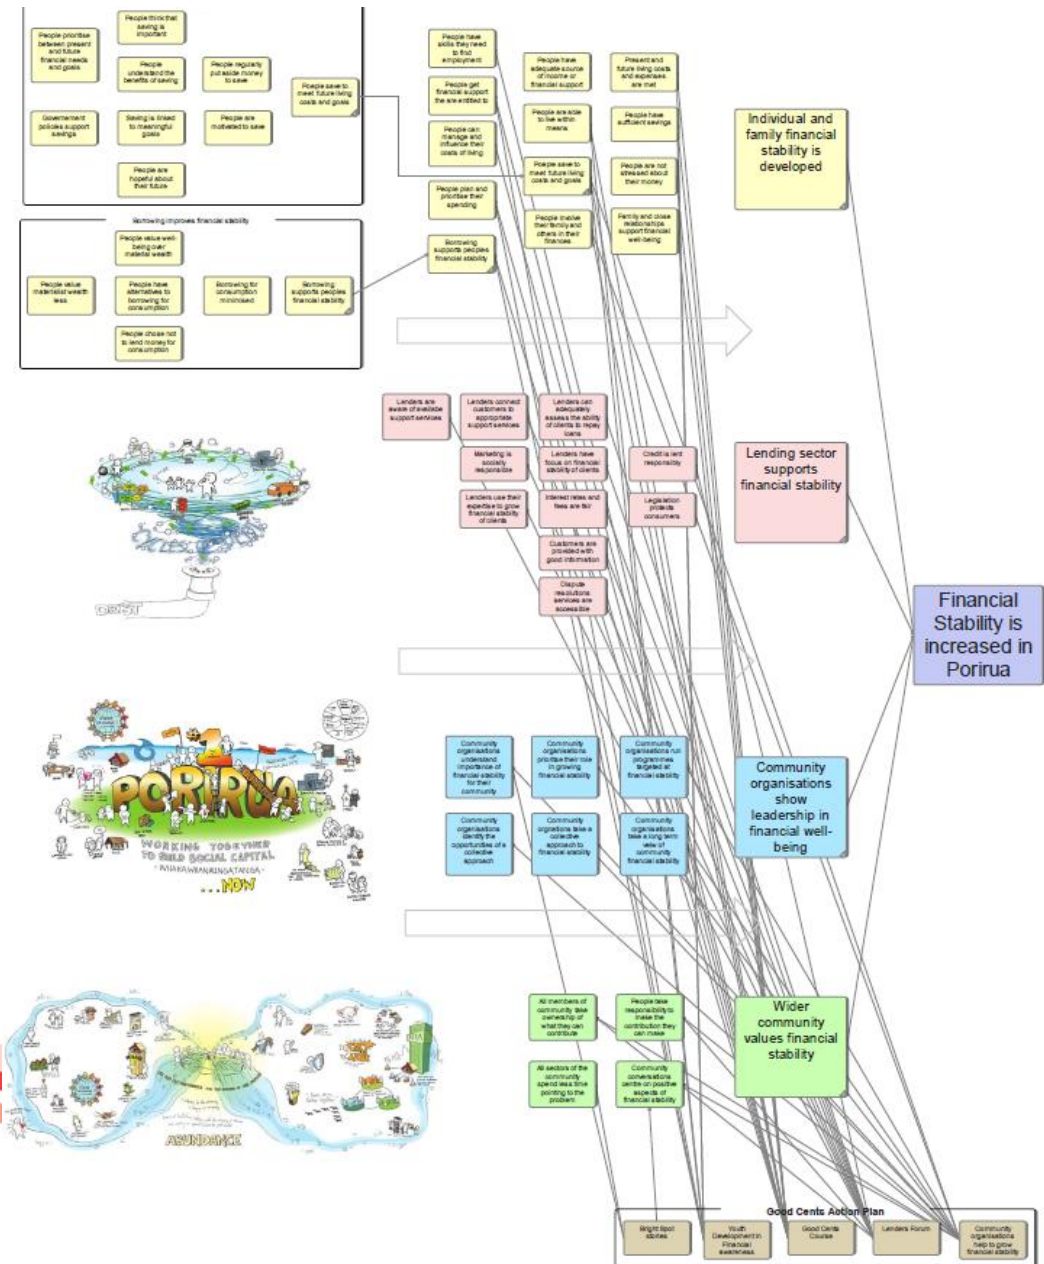 People prioritise
between present
and future
financial needs
and goals
People think that
saving is
important
People
understand the
benefits of saving
People regularly
put aside money
to save
Poeple save to
meet future living
costs and goals
Governement
policies support
savings
Saving is linked
to meaningful
goals
People are
motivated to save
People are
hopeful about
their future
Borrowing improves financial stability
People value well-
being over
material wealth
People value
materialist wealth
less
People have
alternatives to
borrowing for
consumption
Borrowing for
consumption
minimised
Borrowing
supports peoples
financial stability
People chose not
to lend money for
consumption
People have
skills they need
to find
employment
People get
financial support
the are entitled to
People can
manage and
influence their
costs of living
People plan and
prioritise their
spending
Borrowing
supports peoples
financial stability
People have
adequate source
of income or
financial support
People are able
to live within
means
Poeple save to
meet future living
costs and goals
People involve
their family and
others in their
finances
Present and
future living costs
and expenses
are met
People have
sufficient savings
People are not
stressed about
their money
Family and close
relationships
support financial
well-being
Individual and
family financial
stability is
developed
Lenders are
aware of availabe
support services
Lenders connect
customers to
appropriate
support services
Lenders can
adequately
assess the ability
of clients to repay
loans
Marketing is
socially
responsible
Lenders have
focus on financial
stability of clients
Credit is lent
responsibly
Lenders use their
expertise to grow
financial stability
of clients
Interest rates and
fees are fair
Legislation
protects
consumers
Customers are
provided with
good information
Dispute
resolutions
services are
accessible
Lending sector
supports
financial stability
Financial
Stability is
increased in
Porirua
#1
PORIRUA
WORKING TOGETHER
TO BUILD SOCIAL CAPITAL
- WHAKAWHANAUNGATANGA -
...NOW
Community
organisations
understand
importance of
financial stability
for their
community
Community
organisations
prioritise their role
in growing
financial stability
Community
organisations run
programmes
targeted at
financial stability
Community
organisations
identify the
opportunities of a
collective
approach
Community
orgnistions take a
collective
approach to
financial stability
Community
organisations
take a long term
veiw of
community
financial stability
Community
organisations
show
leadership in
financial well-
being
ABUNDANCE
All members of
community take
ownership of
what they can
contribute
People take
responsibility to
make the
contribution they
can make
All sectors of the
community
spend less time
pointing to the
problem
Community
conversations
centre on positive
aspects of
financial stability
Wider
community
values financial
stability
Good Cents Action Plan
Bright Spot
stories
Youth
Development in
Financial
awareness
Good Cents
Course
Lenders Forum
Community
organisations
help to grow
financial stability